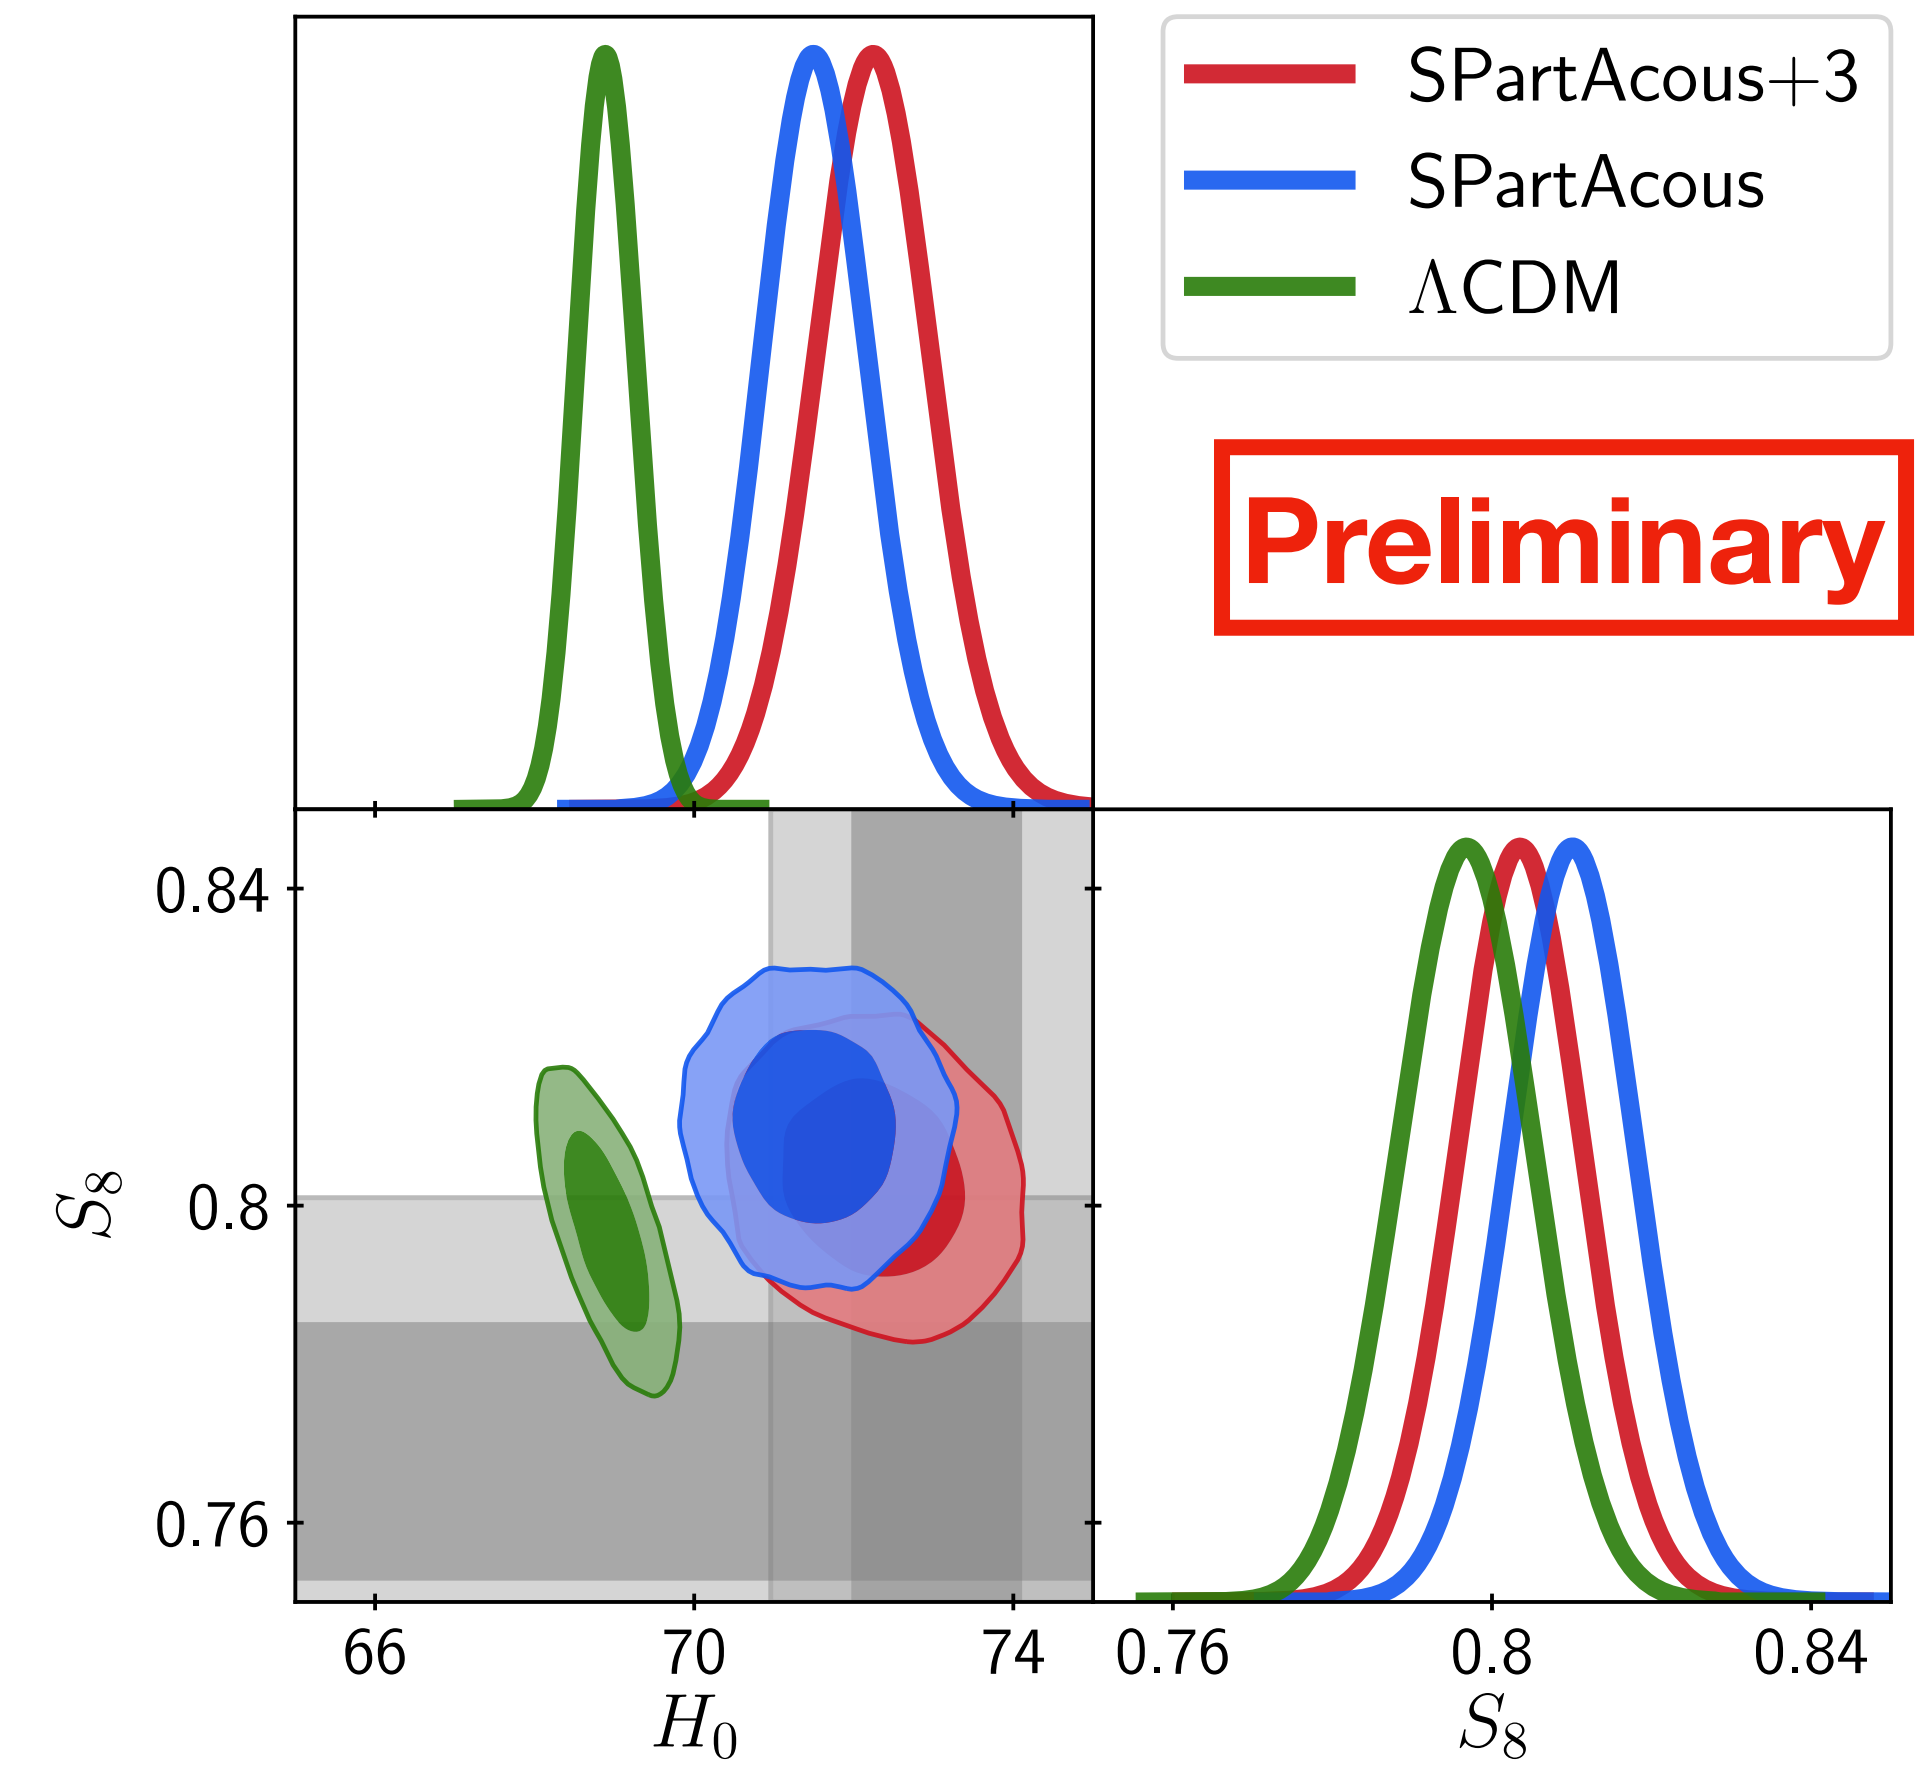 SPartAcous+3
SPartAcous
ΛCDM
Preliminary
0.84
0.8
0.76
S₈
66 70 74 0.76 0.8 0.84
H₀ S₈